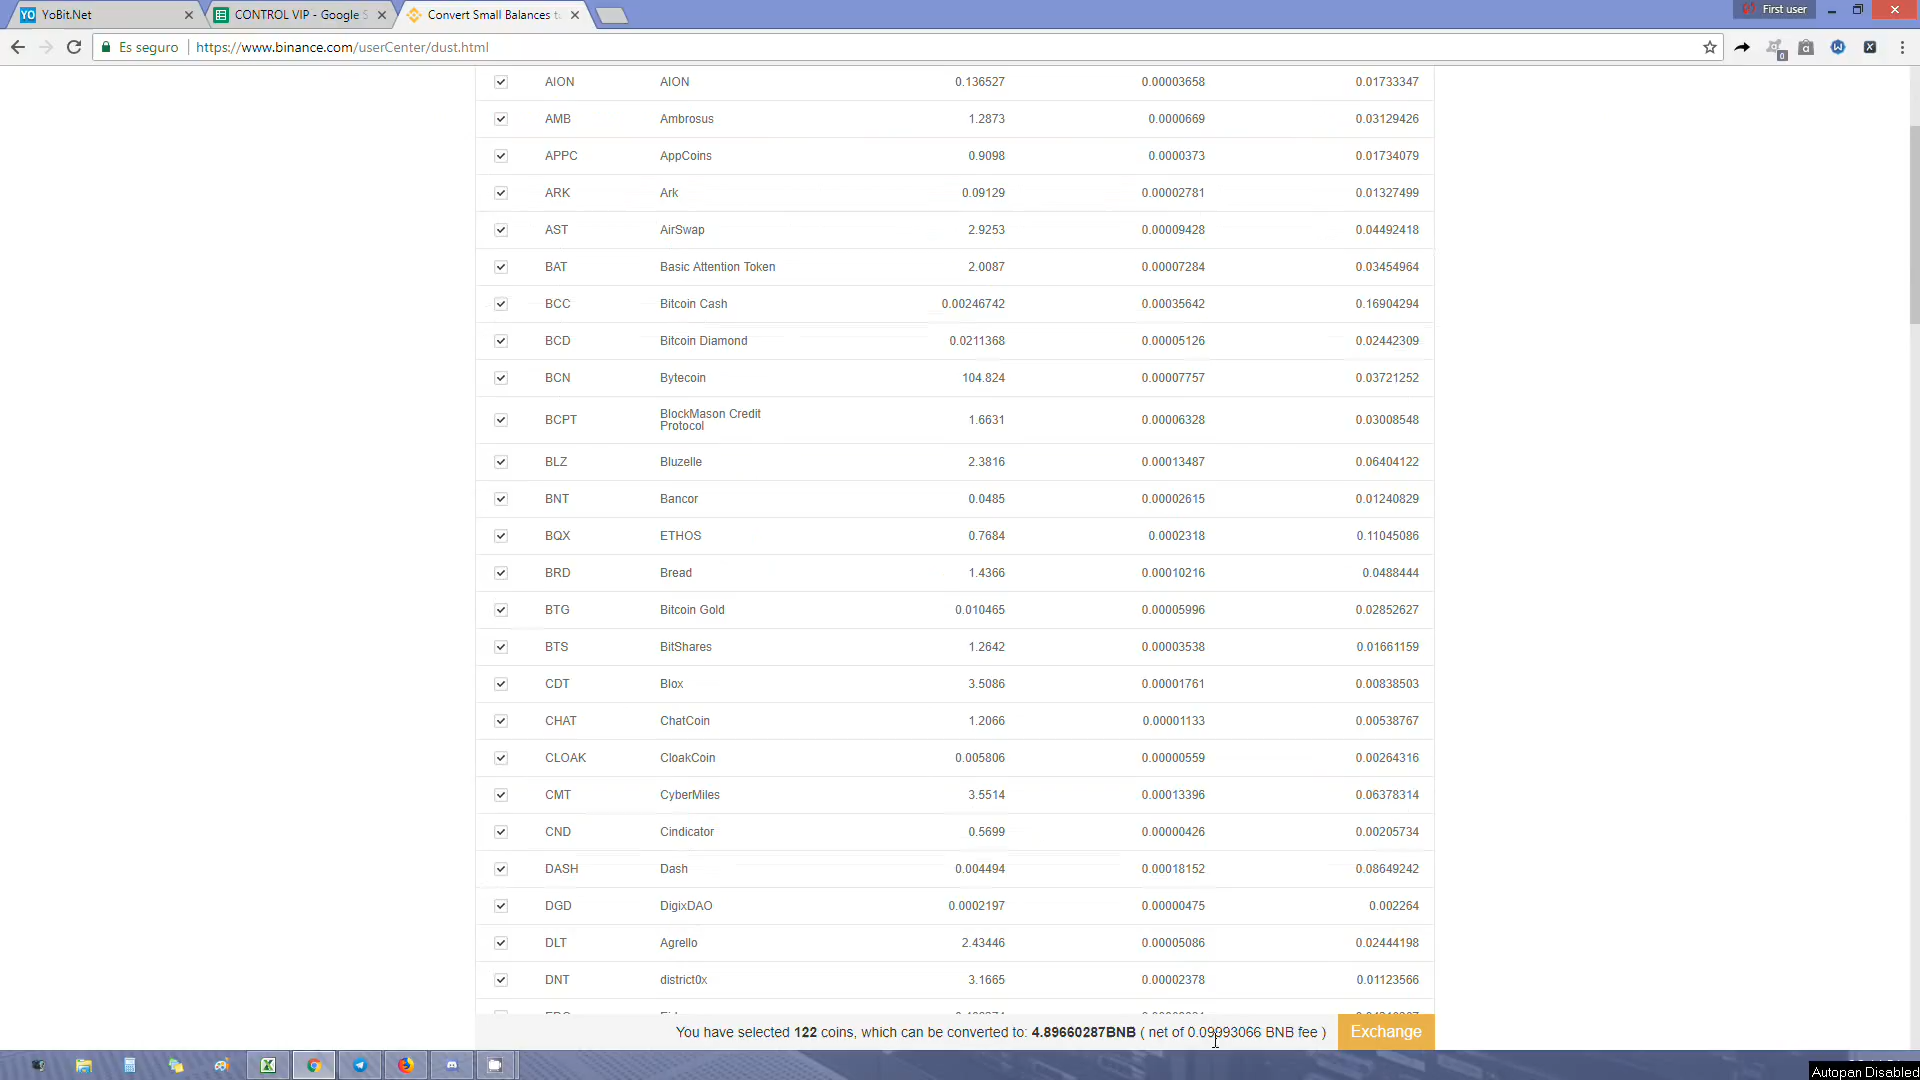 YoBit.Net
CONTROL VIP - Google S
Convert Small Balances t
First user
Es seguro
https://www.binance.com/userCenter/dust.html
0
AION AION 0.136527 0.00003658 0.01733347
AMB Ambrosus 1.2873 0.0000669 0.03129426
APPC AppCoins 0.9098 0.0000373 0.01734079
ARK Ark 0.09129 0.00002781 0.01327499
AST AirSwap 2.9253 0.00009428 0.04492418
BAT Basic Attention Token 2.0087 0.00007284 0.03454964
BCC Bitcoin Cash 0.00246742 0.00035642 0.16904294
BCD Bitcoin Diamond 0.0211368 0.00005126 0.02442309
BCN Bytecoin 104.824 0.00007757 0.03721252
BCPT BlockMason Credit Protocol 1.6631 0.00006328 0.03008548
BLZ Bluzelle 2.3816 0.00013487 0.06404122
BNT Bancor 0.0485 0.00002615 0.01240829
BQX ETHOS 0.7684 0.0002318 0.11045086
BRD Bread 1.4366 0.00010216 0.0488444
BTG Bitcoin Gold 0.010465 0.00005996 0.02852627
BTS BitShares 1.2642 0.00003538 0.01661159
CDT Blox 3.5086 0.00001761 0.00838503
CHAT ChatCoin 1.2066 0.00001133 0.00538767
CLOAK CloakCoin 0.005806 0.00000559 0.00264316
CMT CyberMiles 3.5514 0.00013396 0.06378314
CND Cindicator 0.5699 0.00000426 0.00205734
DASH Dash 0.004494 0.00018152 0.08649242
DGD DigixDAO 0.0002197 0.00000475 0.002264
DLT Agrello 2.43446 0.00005086 0.02444198
DNT district0x 3.1665 0.00002378 0.01123566
You have selected 122 coins, which can be converted to: 4.89660287BNB ( net of 0.09993066 BNB fee ) Exchange
Autopan Disabled